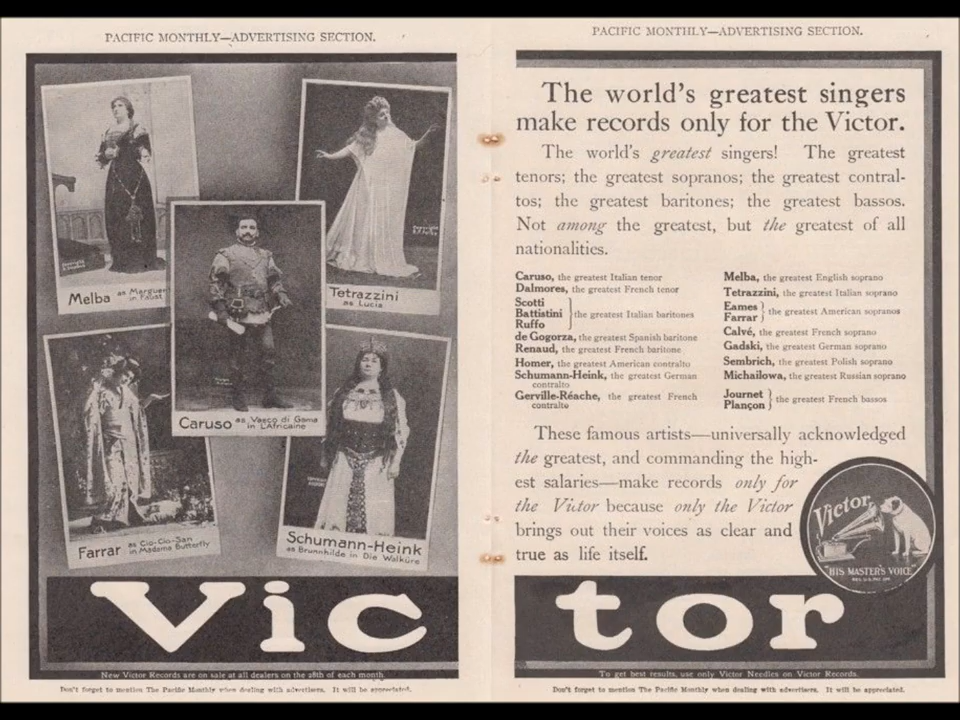 PACIFIC MONTHLY—ADVERTISING SECTION.
Melba as Marguer
in Faust
Tetrazzini
as Lucia
Caruso as Vasco di Gama
in L'Africaine
Farrar as Cio-Cio-San
in Madama Butterfly
Schumann-Heink
as Brunnhilde in Die Walküre
Vic
New Victor Records are on sale at all dealers on the 28th of each month.
Don't forget to mention The Pacific Monthly when dealing with advertisers. It will be appreciated.
PACIFIC MONTHLY—ADVERTISING SECTION.
The world's greatest singers
make records only for the Victor.
The world's greatest singers! The greatest
tenors; the greatest sopranos; the greatest contral-
tos; the greatest baritones; the greatest bassos.
Not among the greatest, but the greatest of all
nationalities.
Caruso, the greatest Italian tenor
Dalmores, the greatest French tenor
Scotti
Battistini the greatest Italian baritones
Ruffo
de Gogorza, the greatest Spanish baritone
Renaud, the greatest French baritone
Homer, the greatest American contralto
Schumann-Heink, the greatest German
contralto
Gerville-Réache, the greatest French
contralto
Melba, the greatest English soprano
Tetrazzini, the greatest Italian soprano
Eames
Farrar the greatest American sopranos
Calvé, the greatest French soprano
Gadski, the greatest German soprano
Sembrich, the greatest Polish soprano
Michailowa, the greatest Russian soprano
Journet
Plançon the greatest French bassos
These famous artists—universally acknowledged
the greatest, and commanding the high-
est salaries—make records only for
the Victor because only the Victor
brings out their voices as clear and
true as life itself.
Victor
"HIS MASTER'S VOICE"
REG. U.S. PAT. OFF.
tor
To get best results, use only Victor Needles on Victor Records.
Don't forget to mention The Pacific Monthly when dealing with advertisers. It will be appreciated.